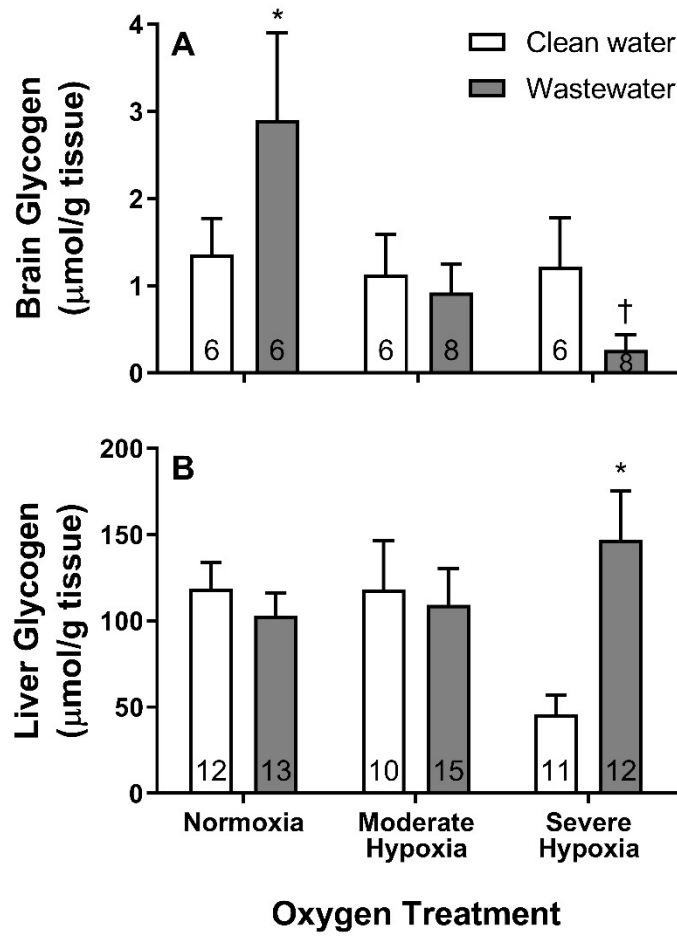 A
*
Clean water
Wastewater
Brain Glycogen
(μmol/g tissue)
4
3
2
1
0
†
6
6
6
8
6
8
B
*
Liver Glycogen
(μmol/g tissue)
200
150
100
50
0
12
13
10
15
11
12
Normoxia
Moderate
Hypoxia
Severe
Hypoxia
Oxygen Treatment